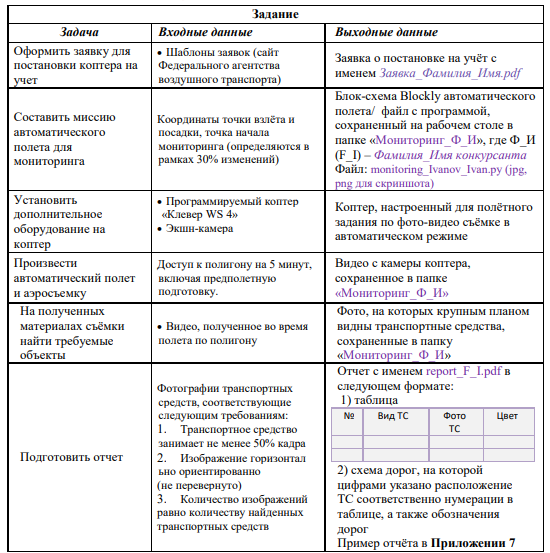 Задание
Задача
Входные данные
Выходные данные
Оформить заявку для
постановки коптера на
учет
• Шаблоны заявок (сайт
Федерального агентства
воздушного транспорта)
Заявка о постановке на учёт с
именем Заявка_Фамилия_Имя.pdf
Составить миссию
автоматического
полета для
мониторинга
Координаты точки взлёта и
посадки, точка начала
мониторинга (определяются в
рамках 30% изменений)
Блок-схема Blockly автоматического
полета/ файл с программой,
сохраненный на рабочем столе в
папке «Мониторинг_Ф_И», где Ф_И
(F_I) – Фамилия_Имя конкурсанта
Файл: monitoring_Ivanov_Ivan.py (jpg,
png для скриншота)
Установить
дополнительное
оборудование на
коптер
• Программируемый коптер
«Клевер WS 4»
• Экшн-камера
Коптер, настроенный для полётного
задания по фото-видео съёмке в
автоматическом режиме
Произвести
автоматический полет
и аэросъемку
Доступ к полигону на 5 минут,
включая предполетную
подготовку.
Видео с камеры коптера,
сохраненное в папке
«Мониторинг_Ф_И»
На полученных
материалах съёмки
найти требуемые
объекты
• Видео, полученное во время
полета по полигону
Фото, на которых крупным планом
видны транспортные средства,
сохраненные в папку
«Мониторинг_Ф_И»
Подготовить отчет
Фотографии транспортных
средств, соответствующие
следующим требованиям:
1. Транспортное средство
занимает не менее 50% кадра
2. Изображение горизонтал
ьно ориентированно
(не перевернуто)
3. Количество изображений
равно количеству найденных
транспортных средств
Отчет с именем report_F_I.pdf в
следующем формате:
1) таблица
№ Вид ТС Фото ТС Цвет
2) схема дорог, на которой
цифрами указано расположение
ТС соответственно нумерации в
таблице, а также обозначения
дорог
Пример отчёта в Приложении 7